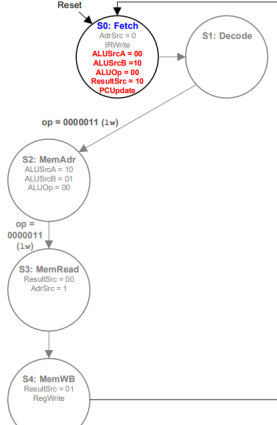 Reset
S0: Fetch
AdrSrc = 0
IRWrite
ALUSrcA = 00
ALUSrcB =10
ALUOp = 00
ResultSrc = 10
PCUpdate
S1: Decode
op = 0000011 (lw)
S2: MemAdr
ALUSrcA = 10
ALUSrcB = 01
ALUOp = 00
op =
0000011
(lw)
S3: MemRead
ResultSrc = 00
AdrSrc = 1
S4: MemWB
ResultSrc = 01
RegWrite